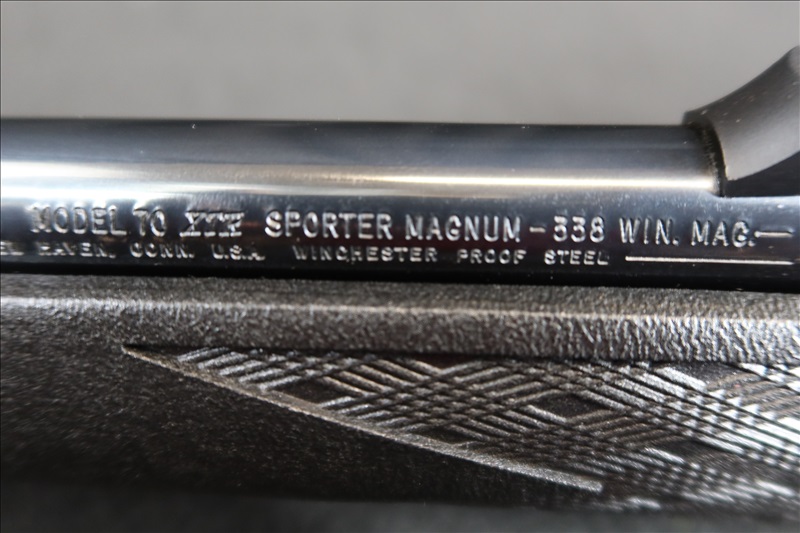 MODEL 70 XTR SPORTER MAGNUM - 338 WIN. MAG. —
HAVEN, CONN. U.S.A. WINCHESTER PROOF STEEL